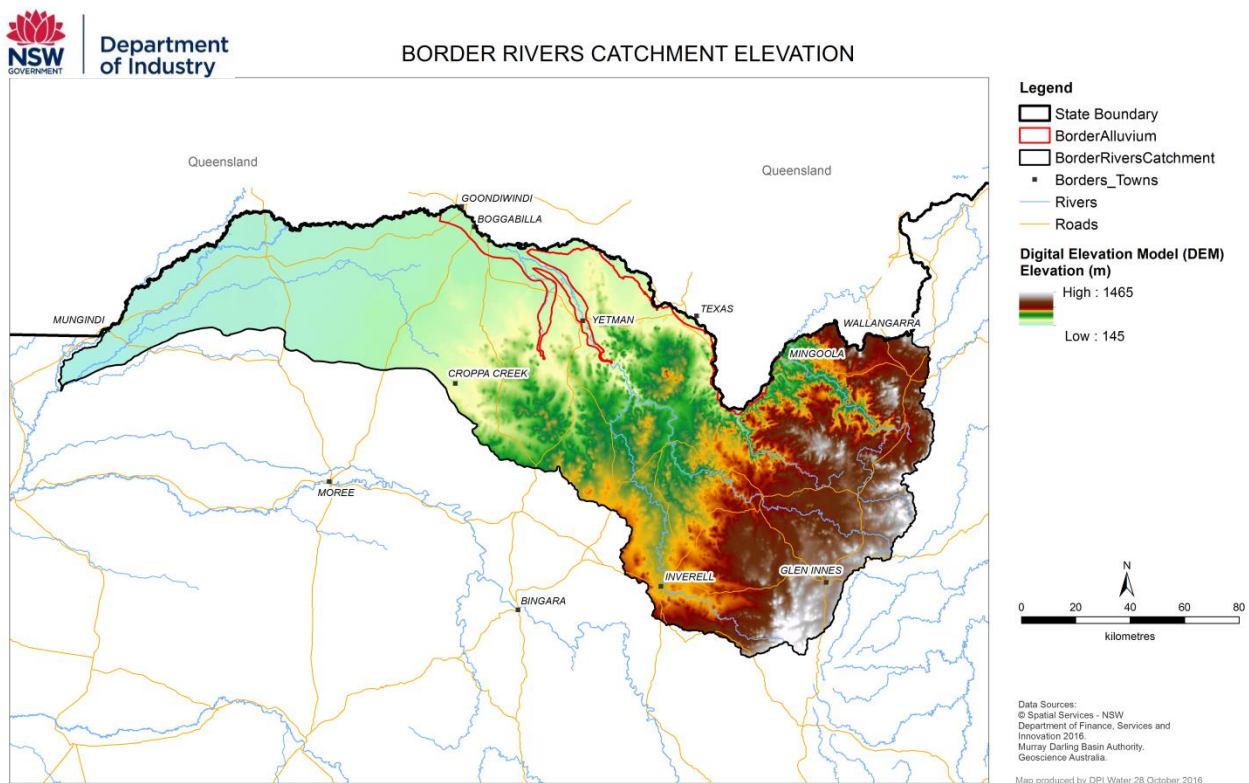 NSW
GOVERNMENT
Department
of Industry
BORDER RIVERS CATCHMENT ELEVATION
Queensland
Queensland
GOONDIWINDI
BOGGABILLA
MUNGINDI
YETMAN
TEXAS
WALLANGARRA
MINGOOLA
CROPPA CREEK
MOREE
INVERELL
GLEN INNES
BINGARA
Legend
State Boundary
BorderAlluvium
BorderRiversCatchment
Borders_Towns
Rivers
Roads
Digital Elevation Model (DEM)
Elevation (m)
High : 1465
Low : 145
N
0 20 40 60 80
kilometres
Data Sources:
© Spatial Services - NSW
Department of Finance, Services and
Innovation 2016.
Murray Darling Basin Authority.
Geoscience Australia.
Map produced by DPI Water 28 October 2016